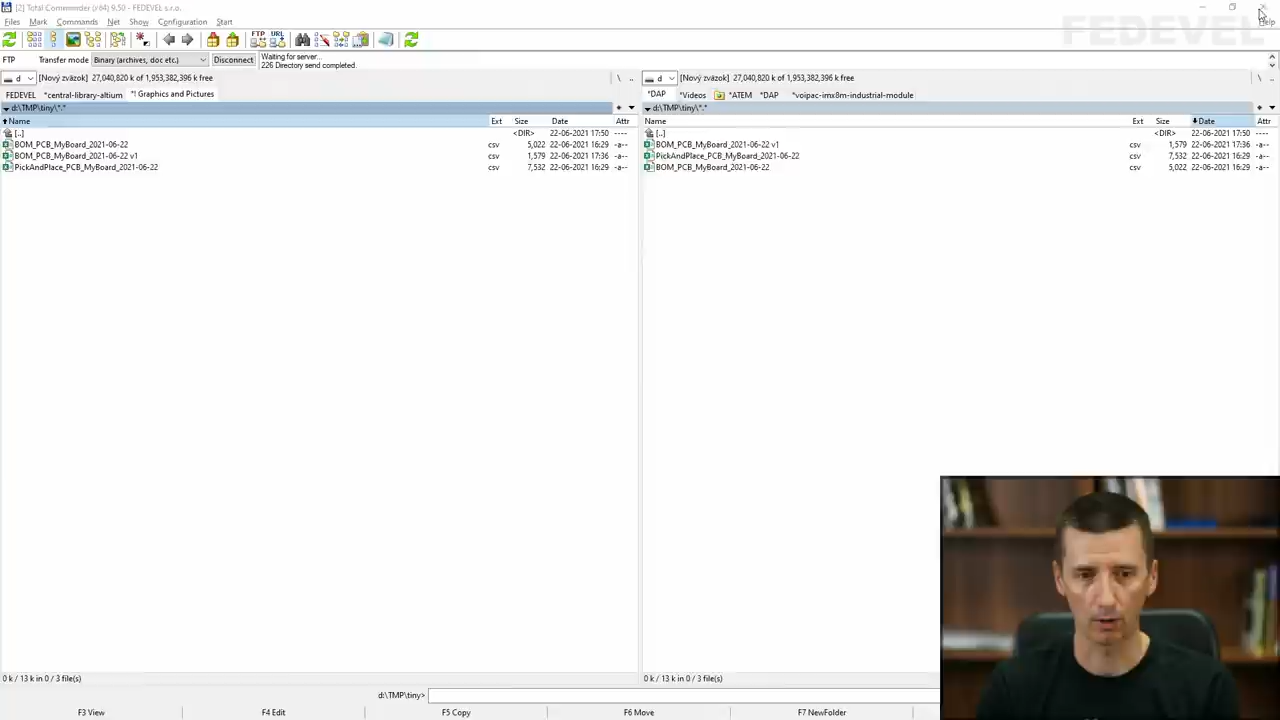 [2] Total Commander (x64) 9.50 - FEDEVEL s.r.o.
FEDEVEL
Files Mark Commands Net Show Configuration Start
Help
FTP URL
FTP Transfer mode Binary (archives, doc etc.) Disconnect
Waiting for server...
226 Directory send completed.
d [Nový zväzok] 27,040,820 k of 1,953,382,396 k free \ ..
d [Nový zväzok] 27,040,820 k of 1,953,382,396 k free \ ..
FEDEVEL *central-library-altium *! Graphics and Pictures
*DAP *Videos *ATEM *DAP *voipac-imx8m-industrial-module
d:\TMP\tiny\*.*
d:\TMP\tiny\*.*
Name Ext Size Date Attr
[..] <DIR> 22-06-2021 17:50 ----
BOM_PCB_MyBoard_2021-06-22 csv 5,022 22-06-2021 16:29 -a--
BOM_PCB_MyBoard_2021-06-22 v1 csv 1,579 22-06-2021 17:36 -a--
PickAndPlace_PCB_MyBoard_2021-06-22 csv 7,532 22-06-2021 16:29 -a--
Name Ext Size Date Attr
[..] <DIR> 22-06-2021 17:50 ----
BOM_PCB_MyBoard_2021-06-22 v1 csv 1,579 22-06-2021 17:36 -a--
PickAndPlace_PCB_MyBoard_2021-06-22 csv 7,532 22-06-2021 16:29 -a--
BOM_PCB_MyBoard_2021-06-22 csv 5,022 22-06-2021 16:29 -a--
0 k / 13 k in 0 / 3 file(s)
0 k / 13 k in 0 / 3 file(s)
d:\TMP\tiny>
F3 View F4 Edit F5 Copy F6 Move F7 NewFolder